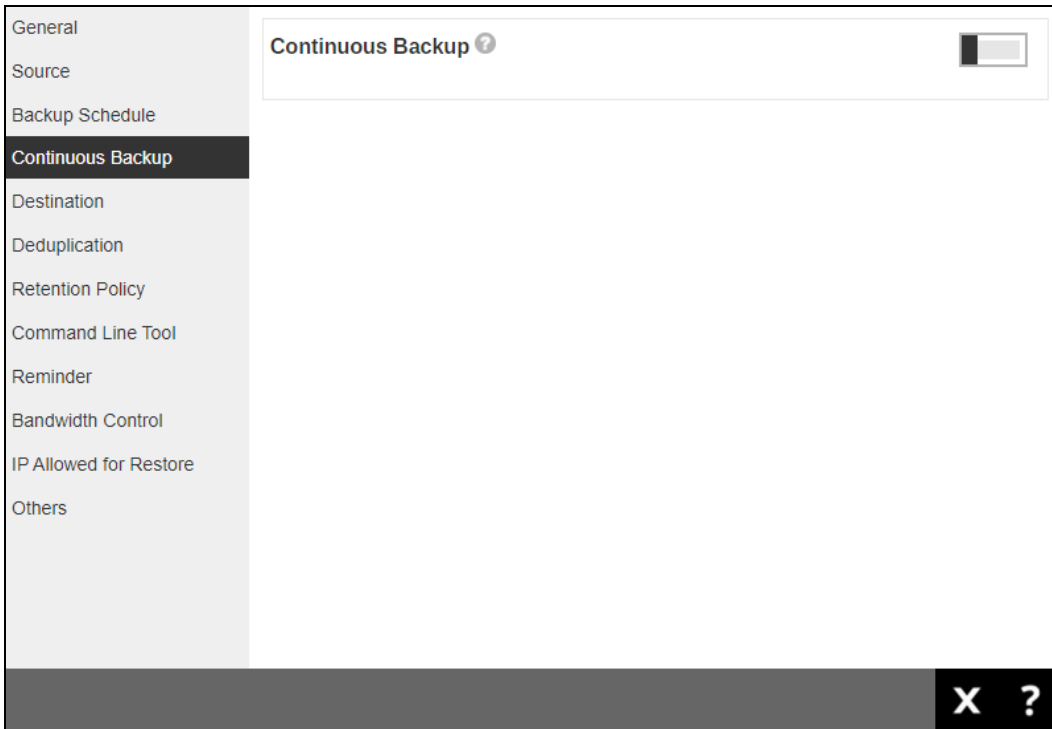 General
Source
Backup Schedule
Continuous Backup
Destination
Deduplication
Retention Policy
Command Line Tool
Reminder
Bandwidth Control
IP Allowed for Restore
Others
Continuous Backup ?
X ?